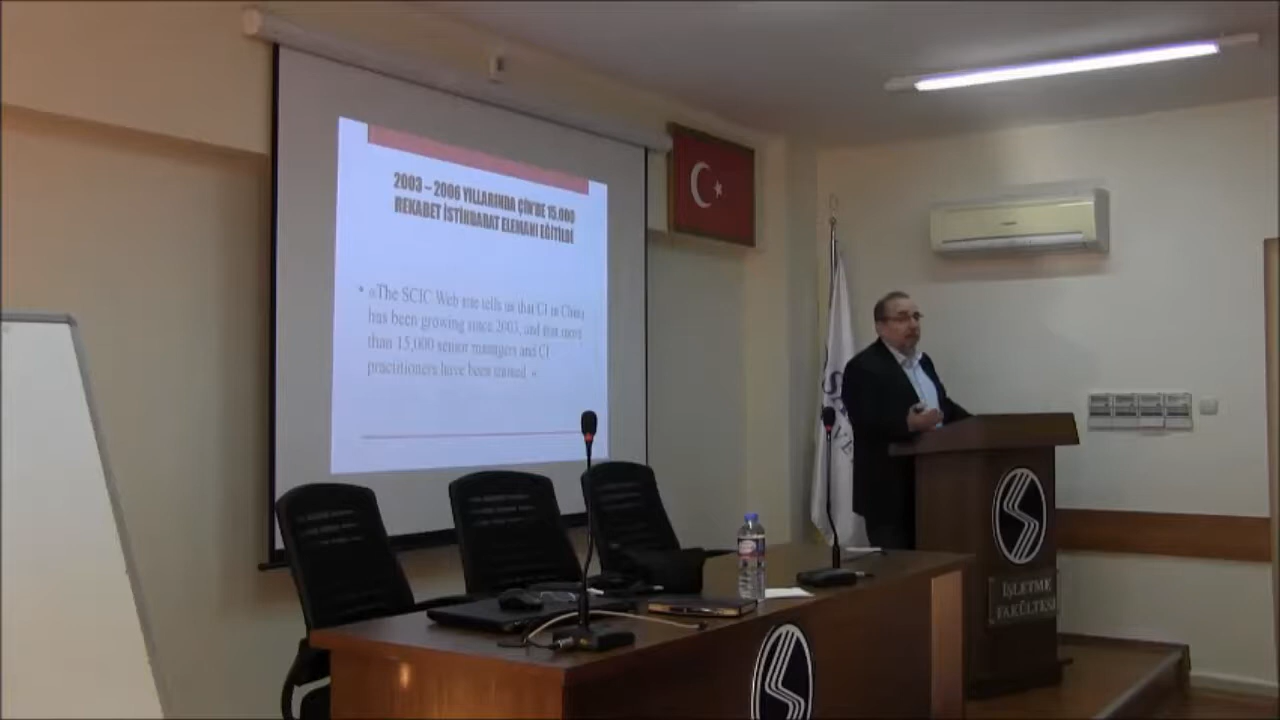 2003 – 2006 YILLARINDA ÇİN'DE 15.000
REKABET İSTİHBARAT ELEMANI EĞİTİLDİ
• «The SCIC Web site tells us that CI in China
has been growing since 2003, and that more
than 15,000 senior managers and CI
practitioners have been trained. «
İŞLETME
FAKÜLTESİ